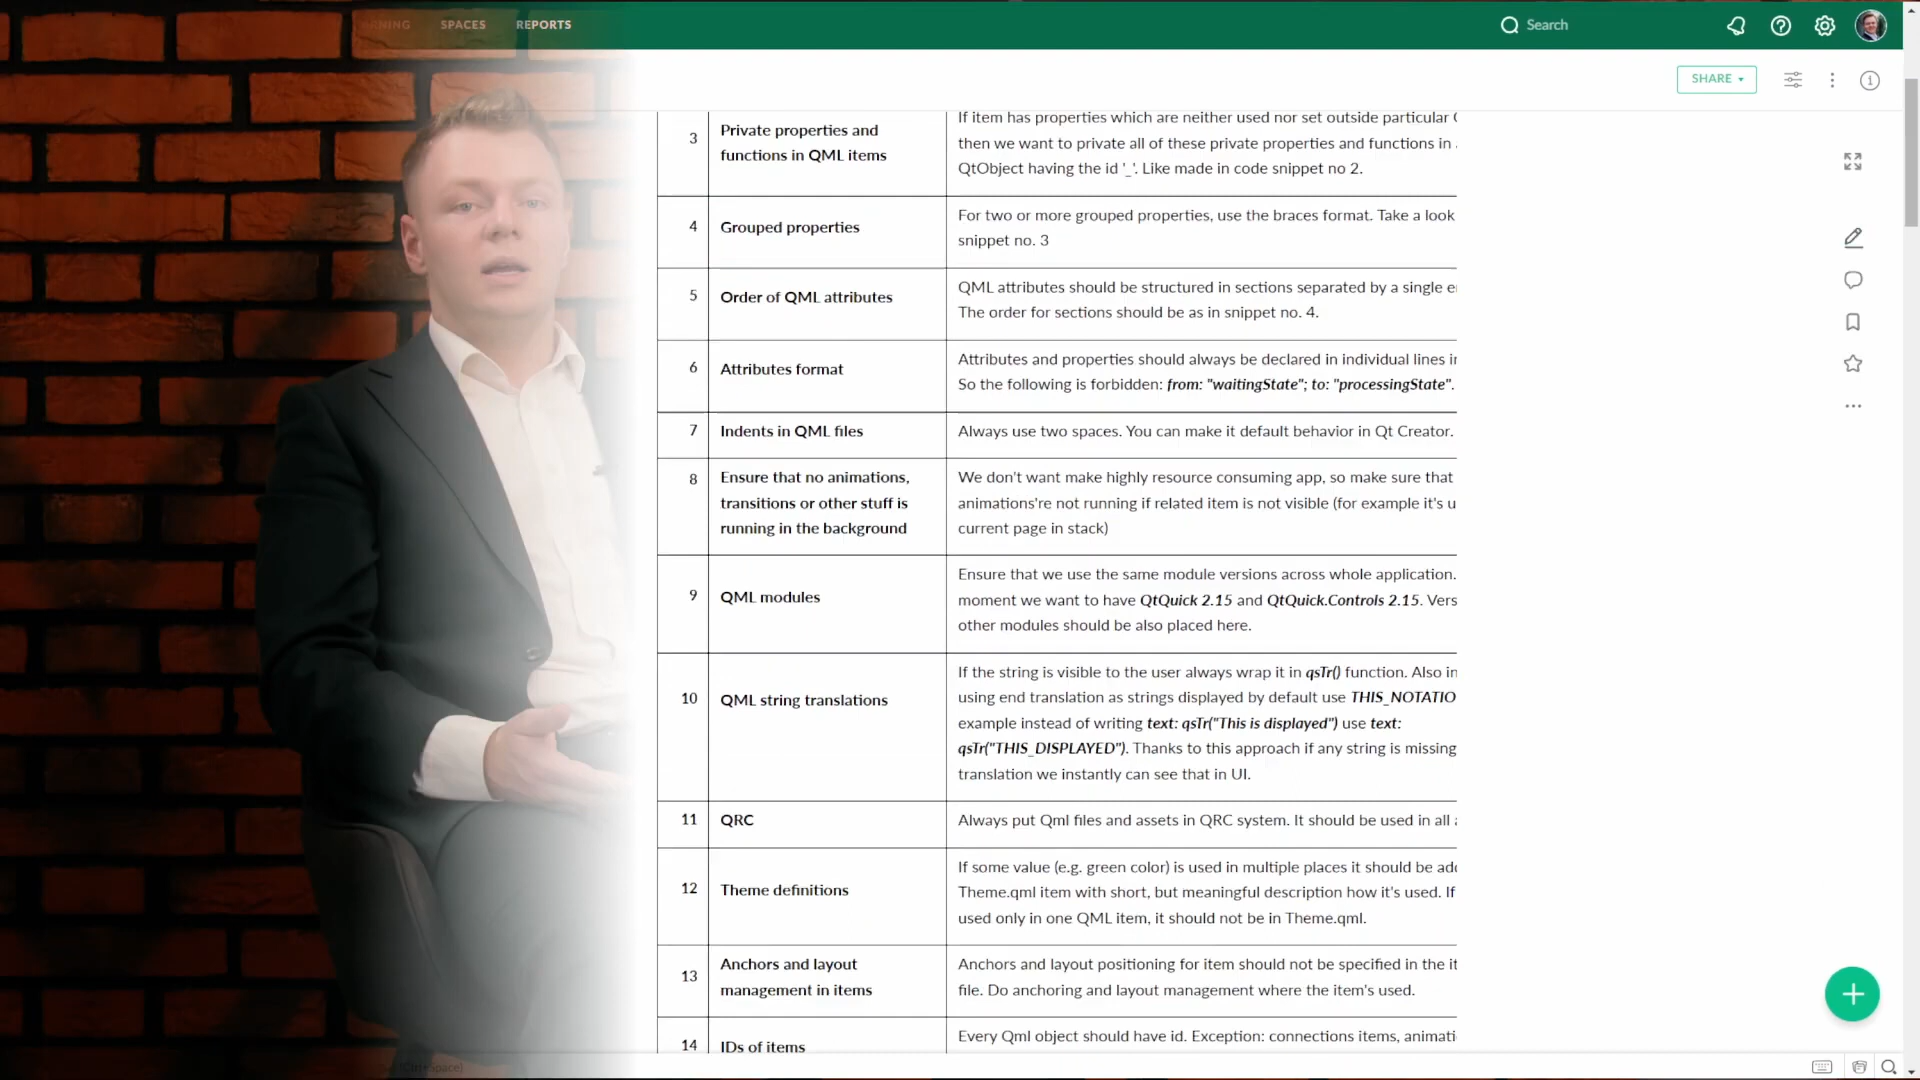 SPACES REPORTS Search
SHARE
3 Private properties and functions in QML items
If item has properties which are neither used nor set outside particular
then we want to private all of these private properties and functions in
QtObject having the id '_'. Like made in code snippet no 2.
4 Grouped properties
For two or more grouped properties, use the braces format. Take a look
snippet no. 3
5 Order of QML attributes
QML attributes should be structured in sections separated by a single
The order for sections should be as in snippet no. 4.
6 Attributes format
Attributes and properties should always be declared in individual lines
So the following is forbidden: from: "waitingState"; to: "processingState".
7 Indents in QML files
Always use two spaces. You can make it default behavior in Qt Creator.
8 Ensure that no animations,
transitions or other stuff is
running in the background
We don't want make highly resource consuming app, so make sure that
animations're not running if related item is not visible (for example it's
current page in stack)
9 QML modules
Ensure that we use the same module versions across whole application.
moment we want to have QtQuick 2.15 and QtQuick.Controls 2.15.
other modules should be also placed here.
10 QML string translations
If the string is visible to the user always wrap it in qsTr() function. Also
using end translation as strings displayed by default use THIS_NOTATIO
example instead of writing text: qsTr("This is displayed") use text:
qsTr("THIS_DISPLAYED"). Thanks to this approach if any string is missing
translation we instantly can see that in UI.
11 QRC
Always put Qml files and assets in QRC system. It should be used in all
12 Theme definitions
If some value (e.g. green color) is used in multiple places it should be
Theme.qml item with short, but meaningful description how it's used. If
used only in one QML item, it should not be in Theme.qml.
13 Anchors and layout
management in items
Anchors and layout positioning for item should not be specified in the
file. Do anchoring and layout management where the item's used.
14 IDs of items
Every Qml object should have id. Exception: connections items,